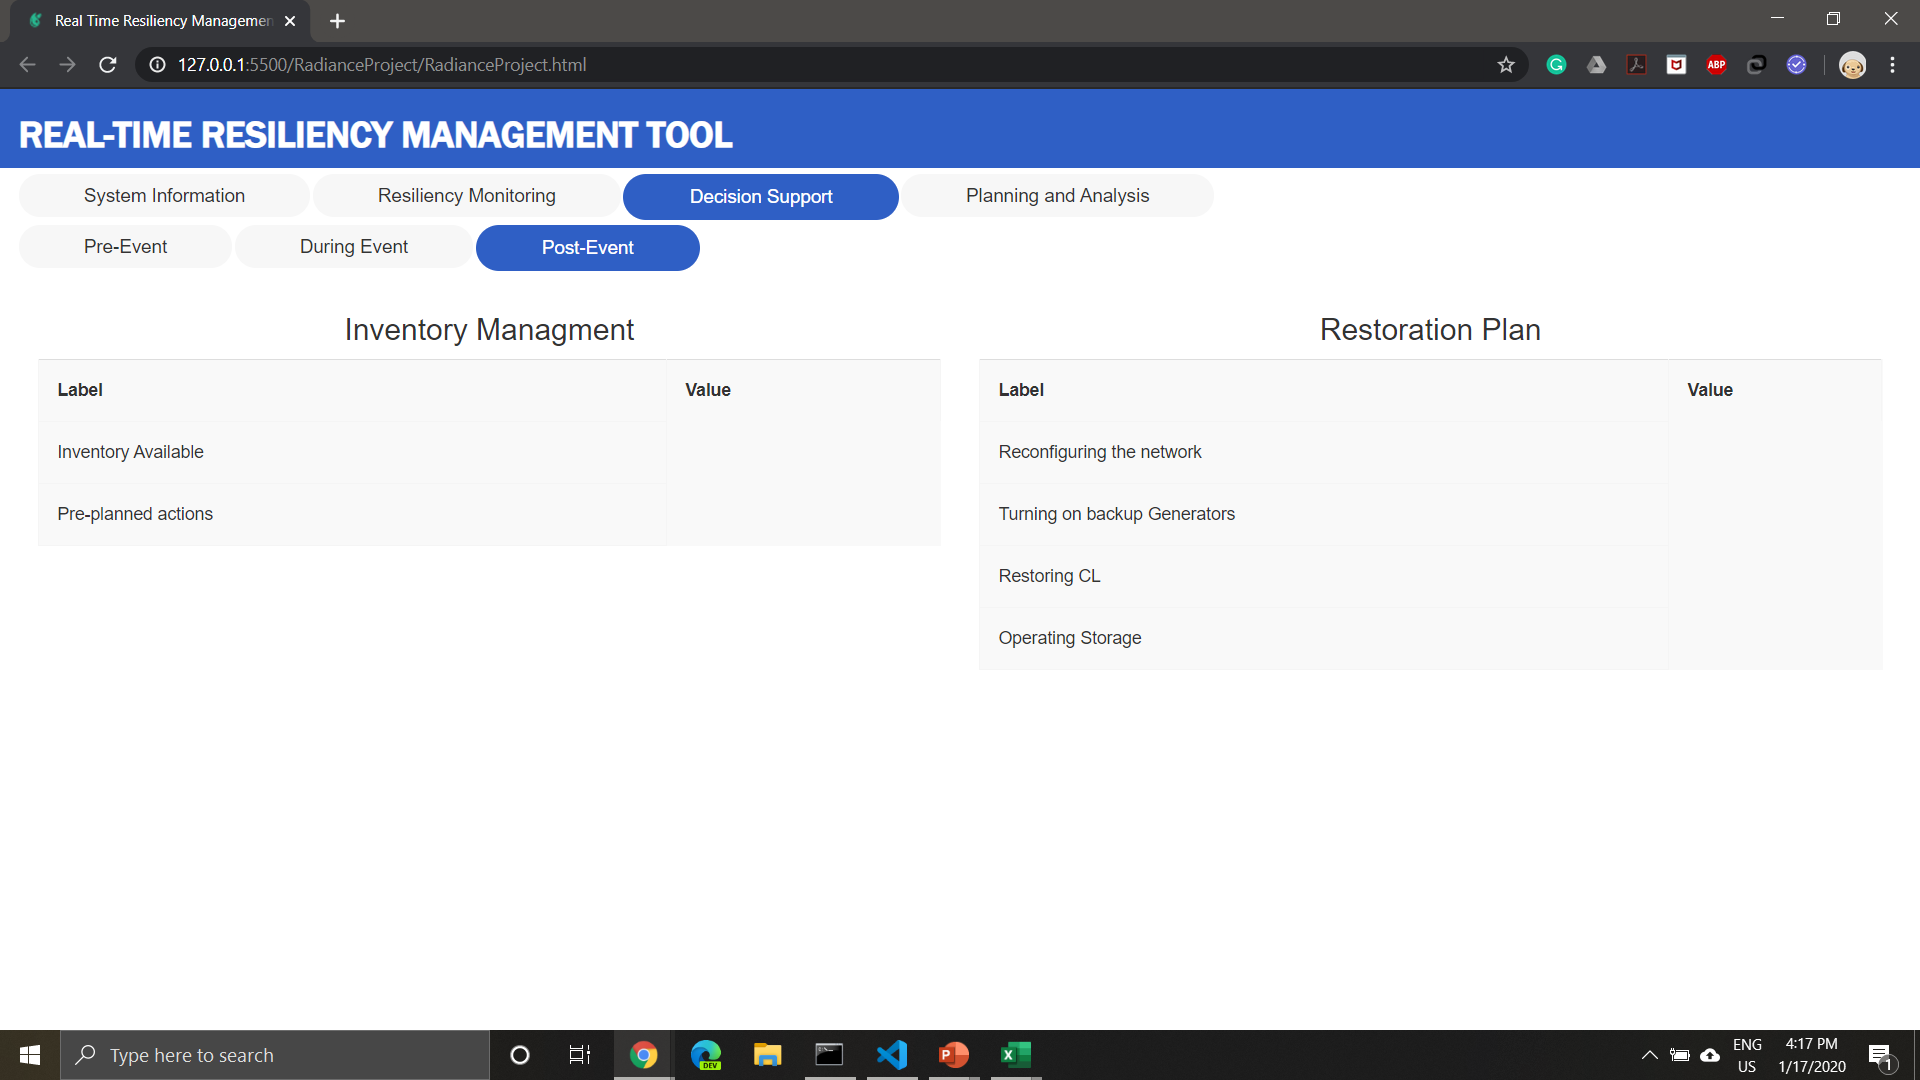 Real Time Resiliency Managemen
127.0.0.1:5500/RadianceProject/RadianceProject.html
ABP
REAL-TIME RESILIENCY MANAGEMENT TOOL
System Information Resiliency Monitoring Decision Support Planning and Analysis
Pre-Event During Event Post-Event
Inventory Managment Restoration Plan
Label Value Label Value
Inventory Available Reconfiguring the network
Pre-planned actions Turning on backup Generators
Restoring CL
Operating Storage
Type here to search
DEV
ENG
US
4:17 PM
1/17/2020
1